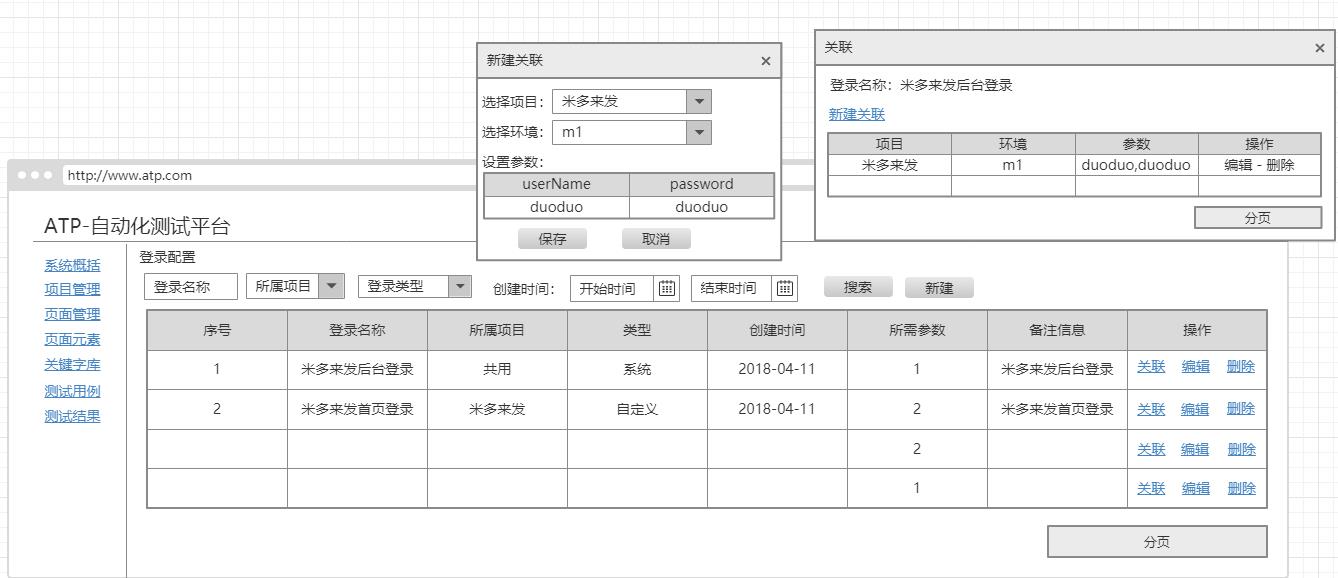 新建关联 ×
选择项目： 米多来发
选择环境： m1
设置参数：
userName password
duoduo duoduo
保存 取消
关联 ×
登录名称：米多来发后台登录
新建关联
项目 环境 参数 操作
米多来发 m1 duoduo,duoduo 编辑 - 删除
分页
http://www.atp.com
ATP-自动化测试平台
系统概括
项目管理
页面管理
页面元素
关键字库
测试用例
测试结果
登录配置
登录名称 所属项目 登录类型 创建时间： 开始时间 结束时间 搜索 新建
序号 登录名称 所属项目 类型 创建时间 所需参数 备注信息 操作
1 米多来发后台登录 共用 系统 2018-04-11 1 米多来发后台登录 关联 编辑 删除
2 米多来发首页登录 米多来发 自定义 2018-04-11 2 米多来发首页登录 关联 编辑 删除
2 关联 编辑 删除
1 关联 编辑 删除
分页